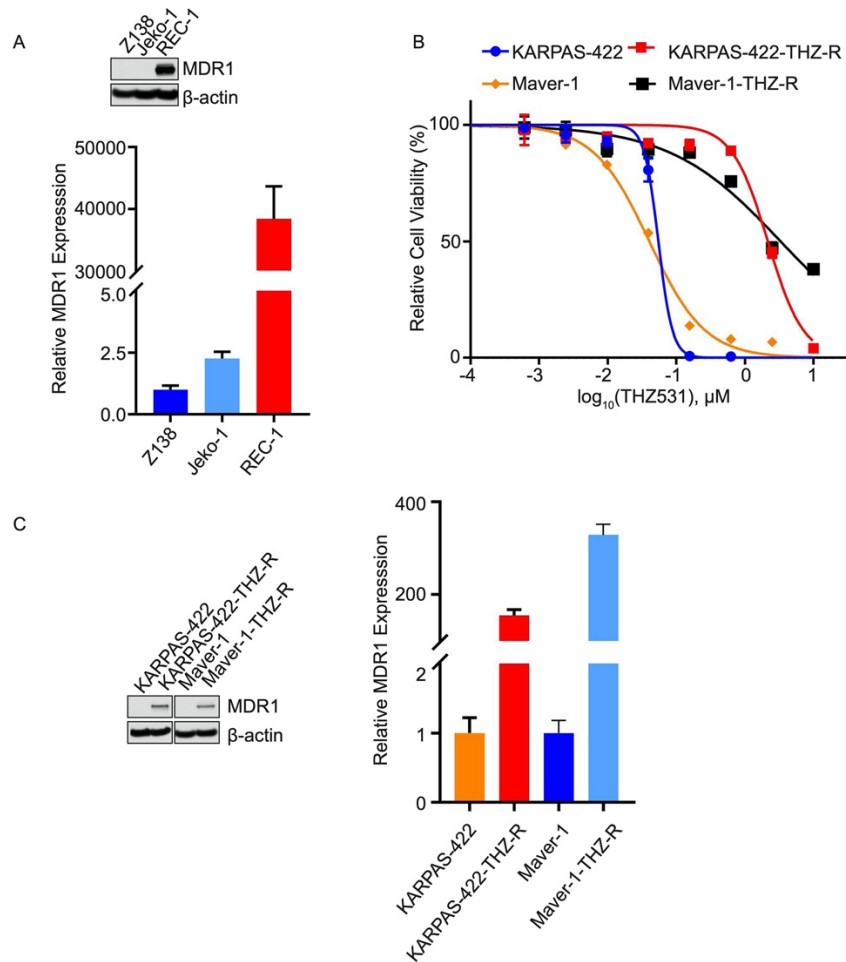 A
Z138
Jeko-1
REC-1
MDR1
β-actin
Relative MDR1 Expresssion
50000
40000
30000
5.0
2.5
0.0
Z138
Jeko-1
REC-1
B
KARPAS-422
KARPAS-422-THZ-R
Maver-1
Maver-1-THZ-R
Relative Cell Viability (%)
100
50
0
-4 -3 -2 -1 0 1
log10(THZ531), µM
C
KARPAS-422
KARPAS-422-THZ-R
Maver-1
Maver-1-THZ-R
MDR1
β-actin
Relative MDR1 Expresssion
400
200
2
1
0
KARPAS-422
KARPAS-422-THZ-R
Maver-1
Maver-1-THZ-R